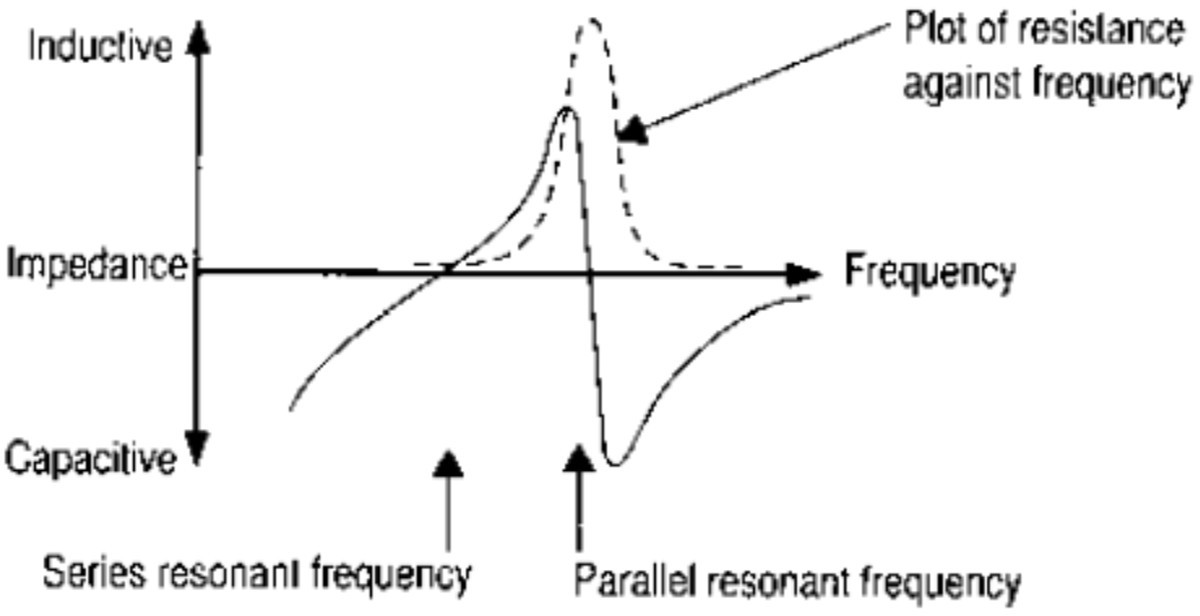 Inductive
Plot of resistance
against frequency
Impedance
Frequency
Capacitive
Series resonant frequency
Parallel resonant frequency